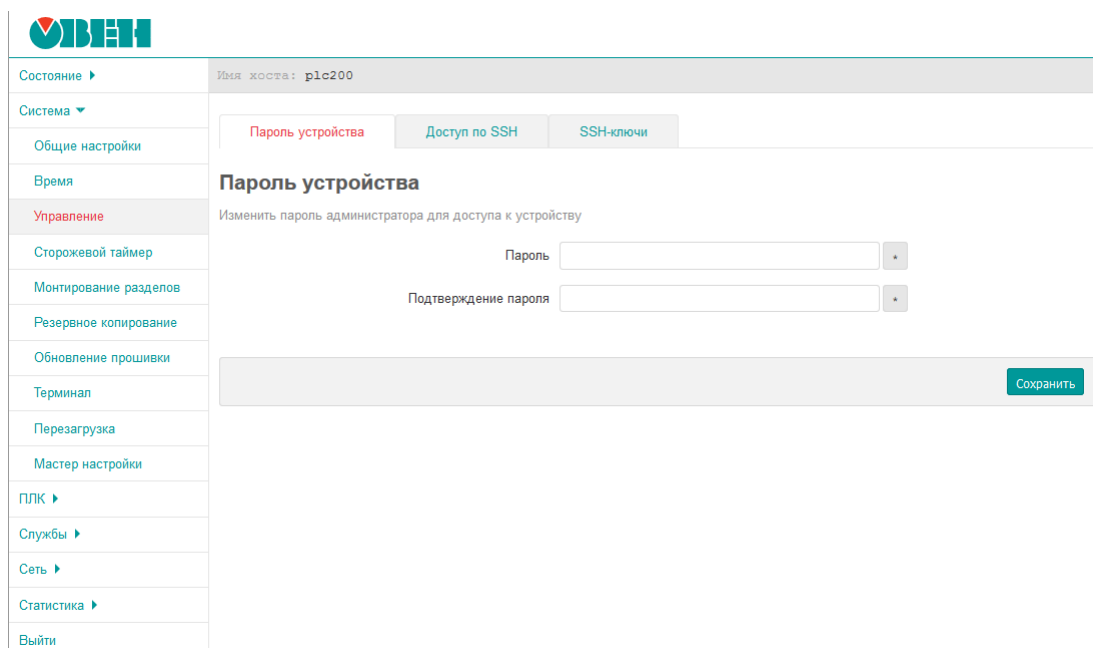 ОВЕН
Состояние
Имя хоста: plc200
Система
Пароль устройства
Доступ по SSH
SSH-ключи
Общие настройки
Время
Пароль устройства
Управление
Изменить пароль администратора для доступа к устройству
Сторожевой таймер
Пароль
*
Монтирование разделов
Подтверждение пароля
*
Резервное копирование
Обновление прошивки
Сохранить
Терминал
Перезагрузка
Мастер настройки
ПЛК
Службы
Сеть
Статистика
Выйти